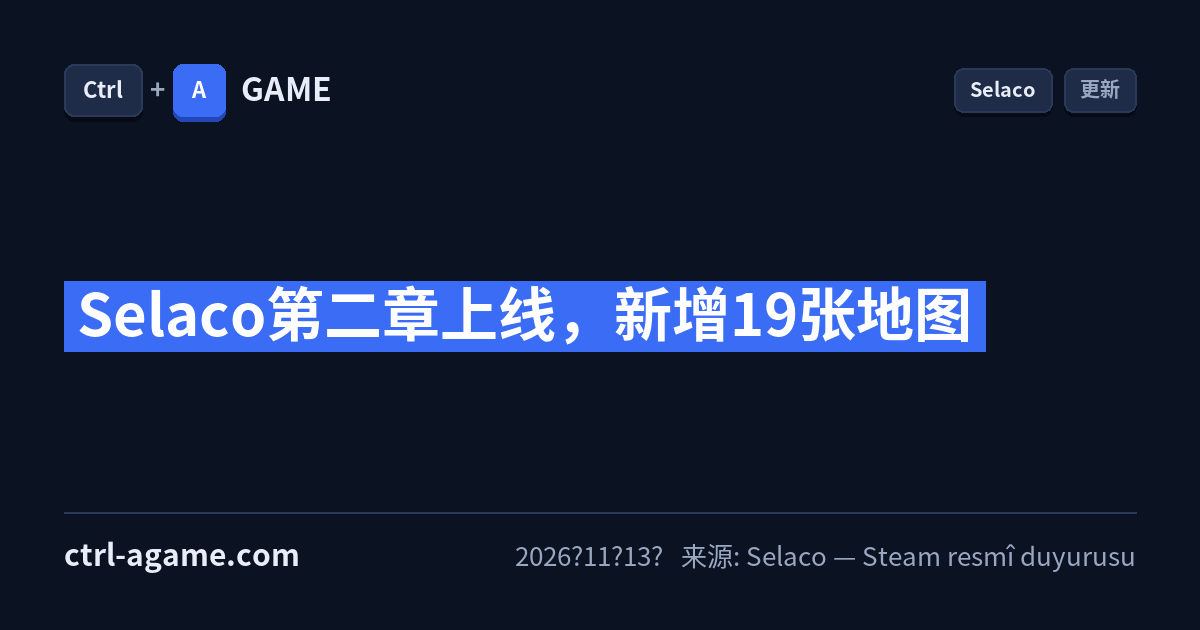 Ctrl + A GAME
Selaco 更新
Selaco第二章上线，新增19张地图
ctrl-agame.com
2026?11?13? 来源: Selaco — Steam resmî duyurusu